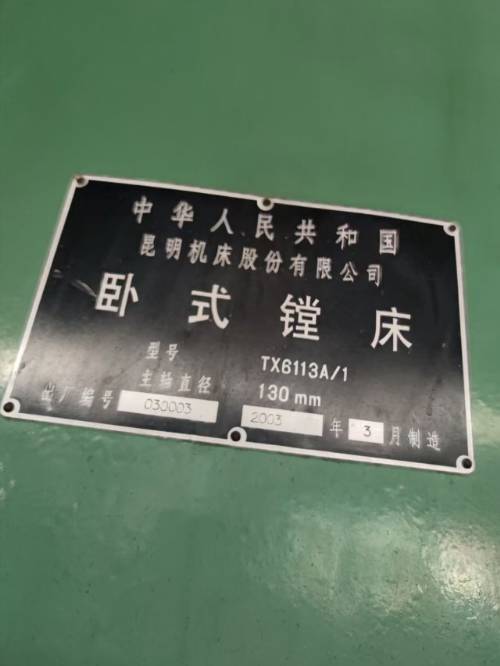 中华人民共和国
昆明机床股份有限公司
卧式镗床
型号 TX6113A/1
主轴直径 130mm
出厂编号 030003 2003 年 3 月制造